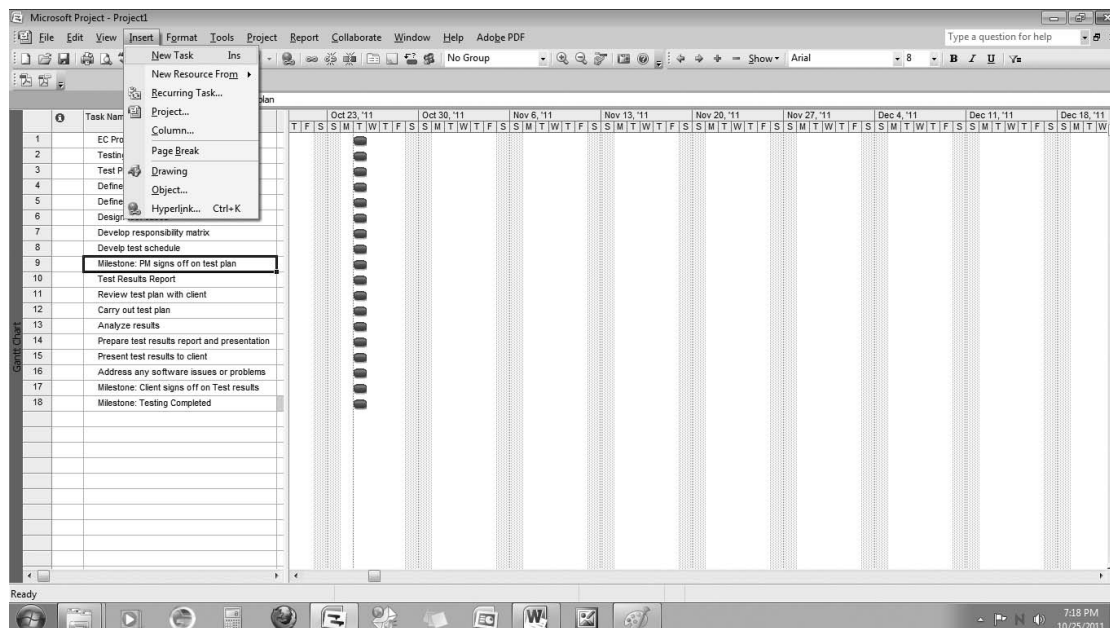 Microsoft Project - Project1
File Edit View Insert Format Tools Project Report Collaborate Window Help Adobe PDF Type a question for help
New Task Ins No Group Show Arial 8 B I U
New Resource From
Recurring Task...
plan
Project...
Task Nam Oct 23, '11 Oct 30, '11 Nov 6, '11 Nov 13, '11 Nov 20, '11 Nov 27, '11 Dec 4, '11 Dec 11, '11 Dec 18, '11
T F S S M T W T F S S M T W T F S S M T W T F S S M T W T F S S M T W T F S S M T W T F S S M T W T F S S M T W T F S S M T W
Column...
1 EC Pro
Page Break
2 Testing
3 Test P
Drawing
4 Define
Object...
5 Define
Hyperlink... Ctrl+K
6 Design
7 Develop responsibility matrix
8 Develp test schedule
9 Milestone: PM signs off on test plan
10 Test Results Report
11 Review test plan with client
12 Carry out test plan
13 Analyze results
14 Prepare test results report and presentation
15 Present test results to client
16 Address any software issues or problems
17 Milestone: Client signs off on Test results
18 Milestone: Testing Completed
Gantt Chart
Ready
7:18 PM
10/25/2011